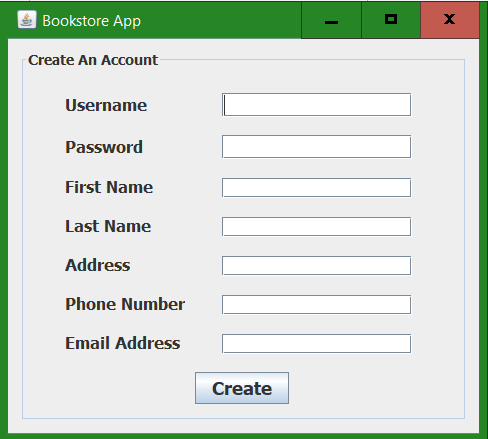 Bookstore App
Create An Account
Username
Password
First Name
Last Name
Address
Phone Number
Email Address
Create